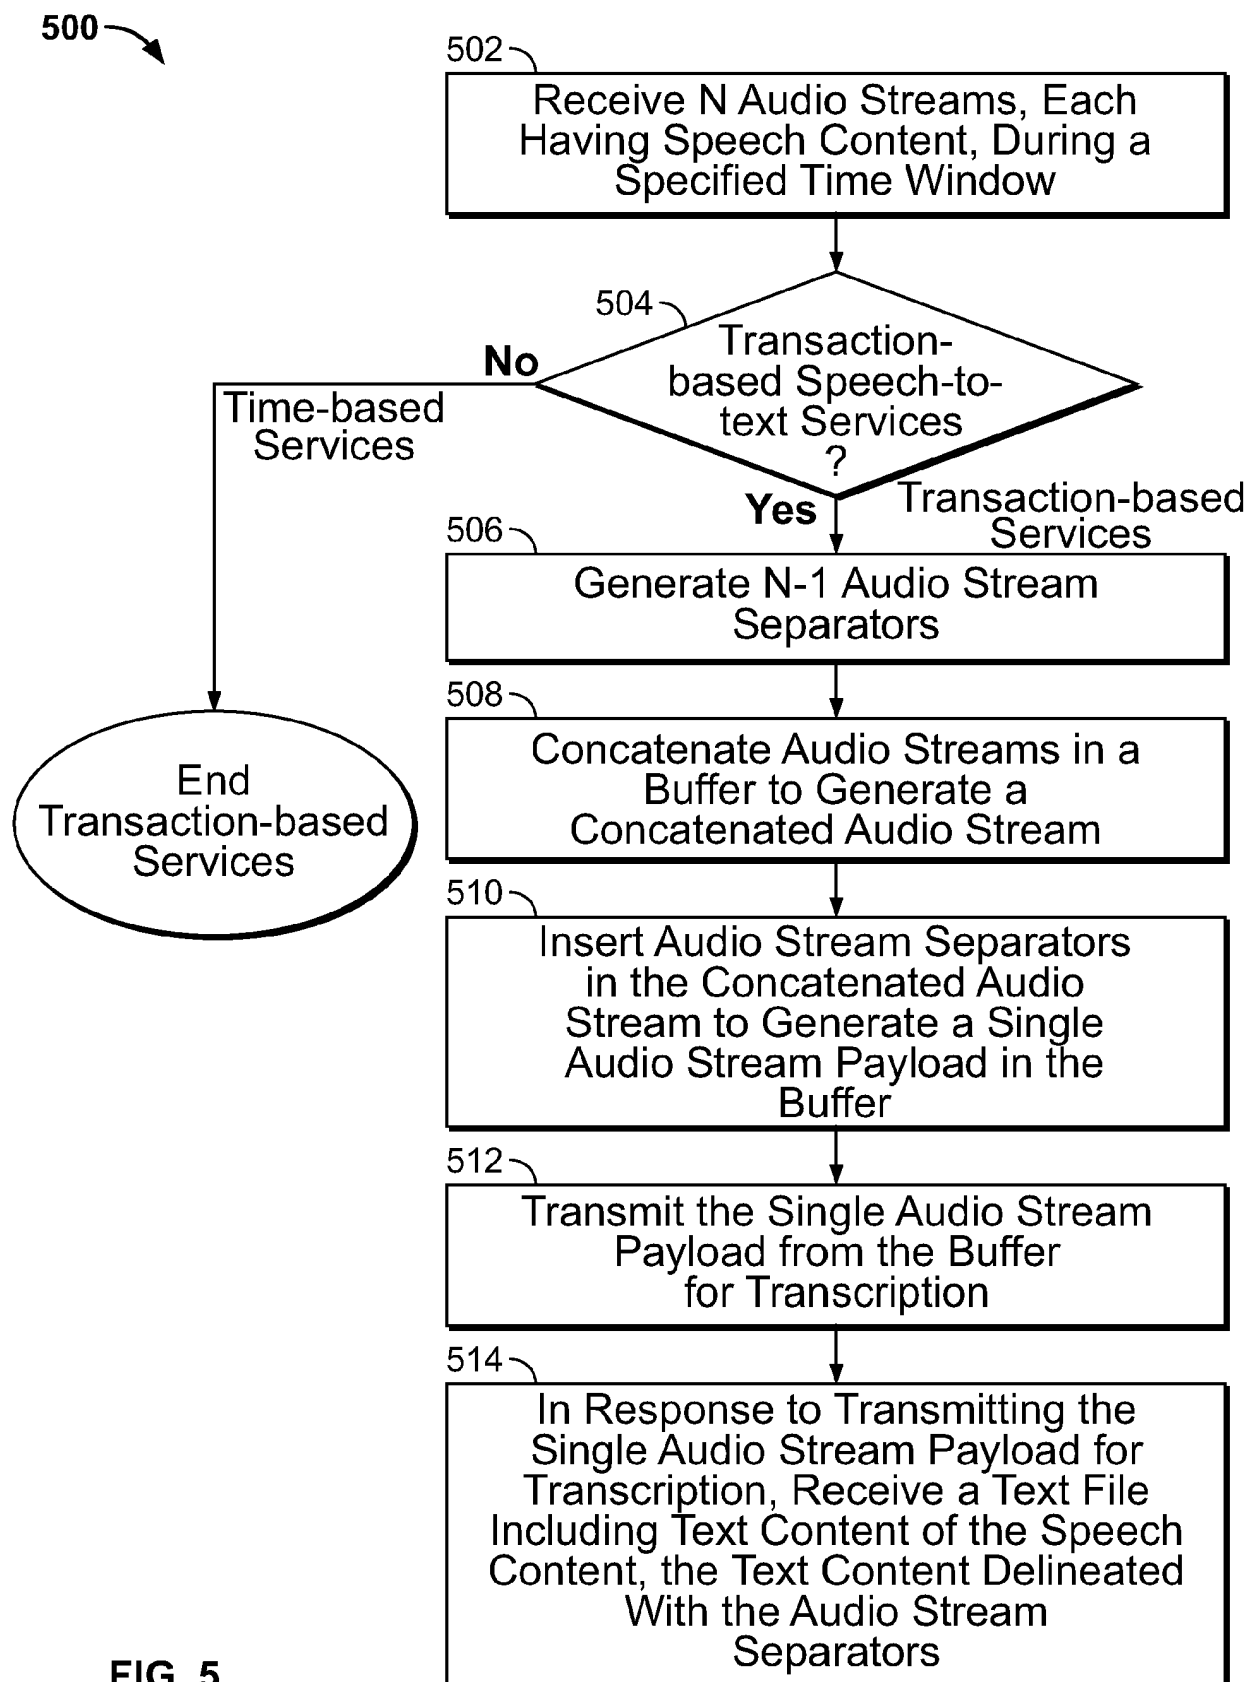 500
502
Receive N Audio Streams, Each
Having Speech Content, During a
Specified Time Window
504
Transaction-
based Speech-to-
text Services
?
No
Time-based
Services
Yes
Transaction-based
Services
506
Generate N-1 Audio Stream
Separators
End
Transaction-based
Services
508
Concatenate Audio Streams in a
Buffer to Generate a
Concatenated Audio Stream
510
Insert Audio Stream Separators
in the Concatenated Audio
Stream to Generate a Single
Audio Stream Payload in the
Buffer
512
Transmit the Single Audio Stream
Payload from the Buffer
for Transcription
514
In Response to Transmitting the
Single Audio Stream Payload for
Transcription, Receive a Text File
Including Text Content of the Speech
Content, the Text Content Delineated
With the Audio Stream
Separators
FIG. 5